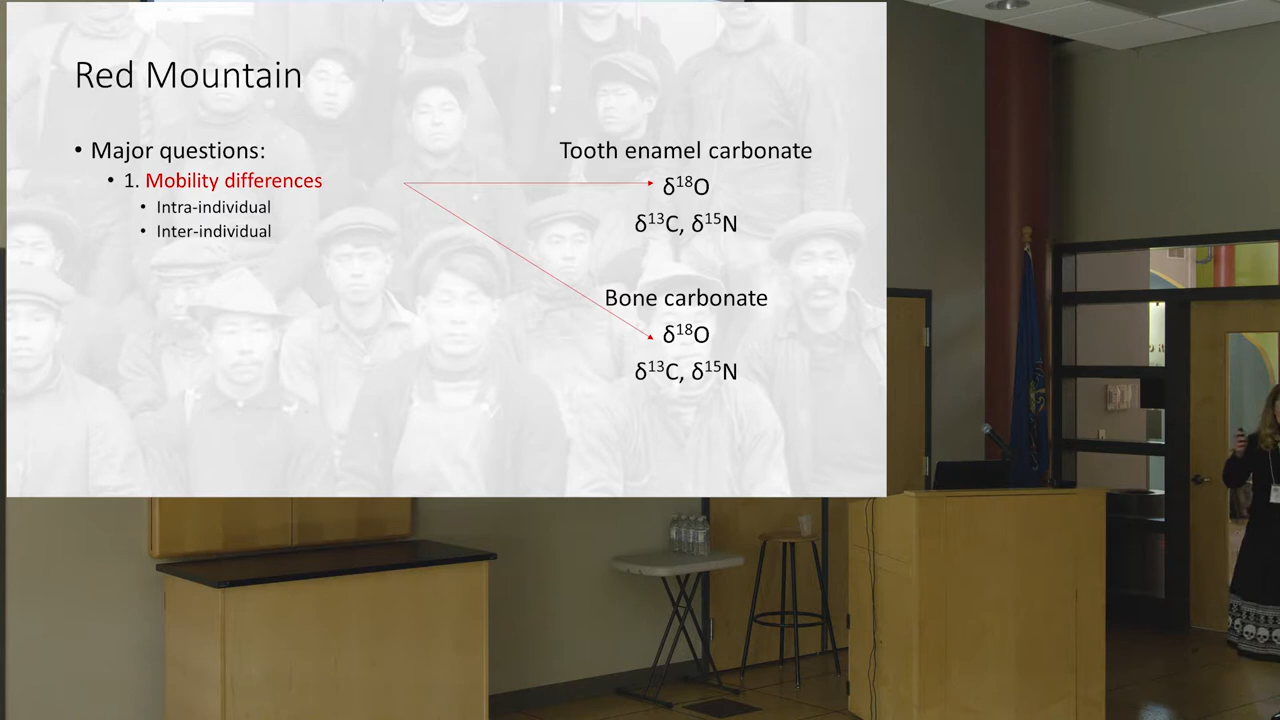 Red Mountain
• Major questions:
• 1. Mobility differences
• Intra-individual
• Inter-individual
Tooth enamel carbonate
δ¹⁸O
δ¹³C, δ¹⁵N
Bone carbonate
δ¹⁸O
δ¹³C, δ¹⁵N